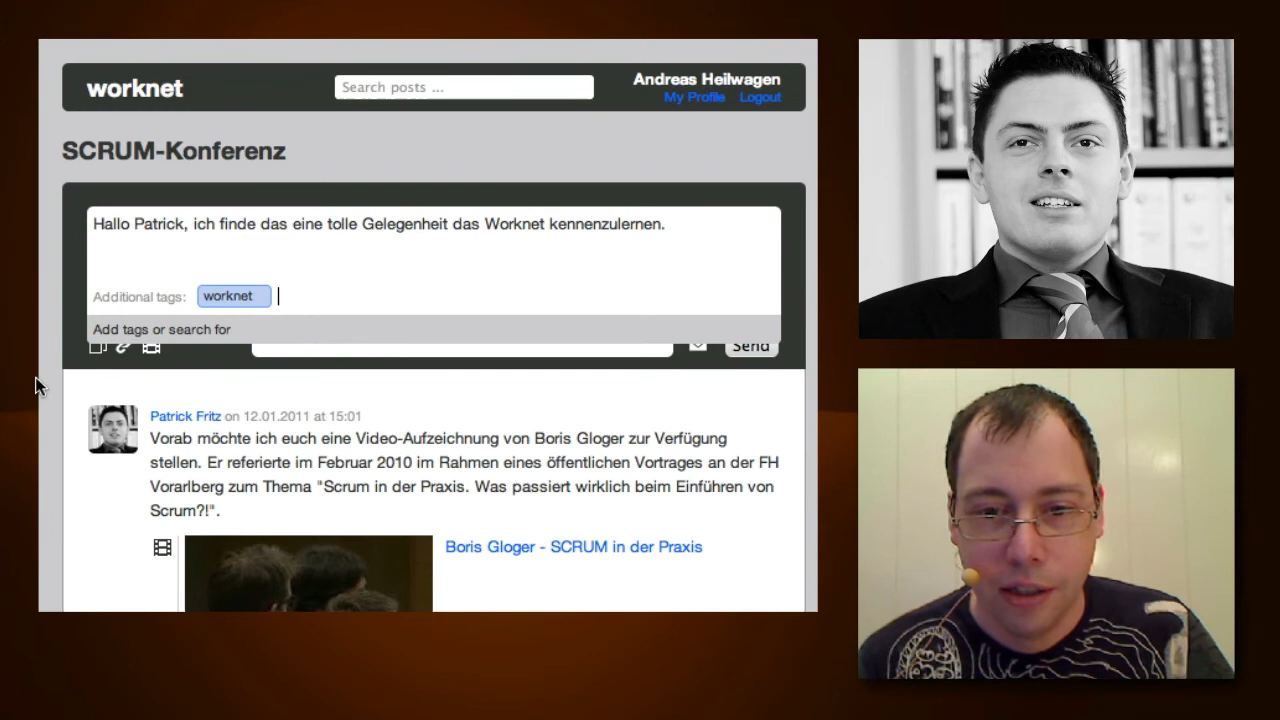 worknet
Search posts ...
Andreas Heilwagen
My Profile Logout
SCRUM-Konferenz
Hallo Patrick, ich finde das eine tolle Gelegenheit das Worknet kennenzulernen.
Additional tags: worknet
Add tags or search for
Send
Patrick Fritz on 12.01.2011 at 15:01
Vorab möchte ich euch eine Video-Aufzeichnung von Boris Gloger zur Verfügung
stellen. Er referierte im Februar 2010 im Rahmen eines öffentlichen Vortrages an der FH
Vorarlberg zum Thema "Scrum in der Praxis. Was passiert wirklich beim Einführen von
Scrum?!".
Boris Gloger - SCRUM in der Praxis